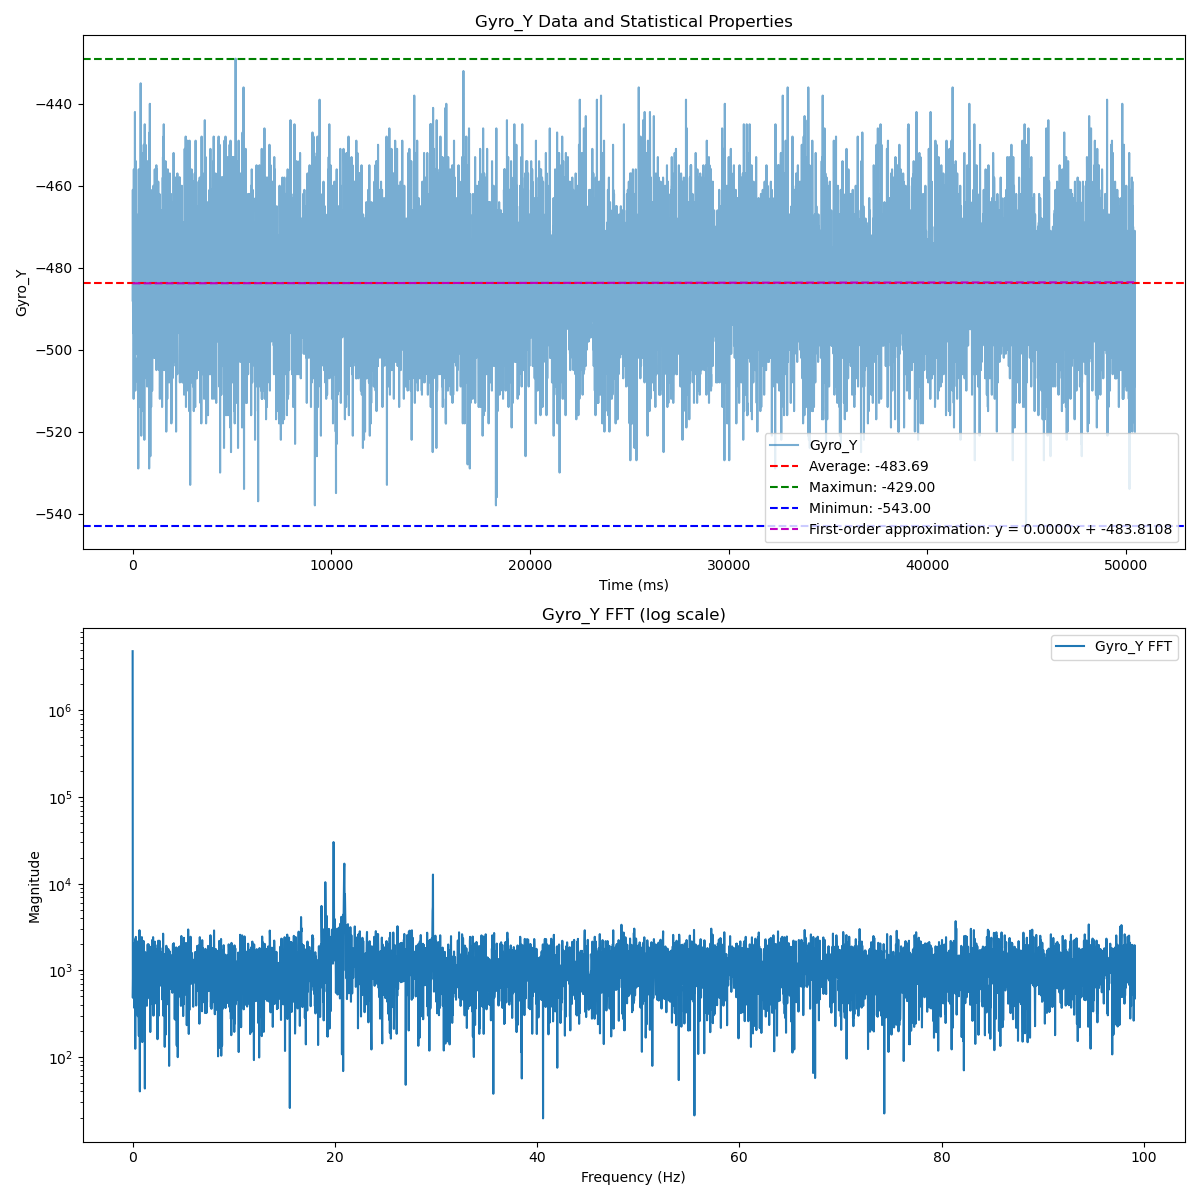 Gyro_Y Data and Statistical Properties
−440
−460
−480
−500
−520
−540
Gyro_Y
Gyro_Y
Average: -483.69
Maximun: -429.00
Minimun: -543.00
First-order approximation: y = 0.0000x + -483.8108
0 10000 20000 30000 40000 50000
Time (ms)
Gyro_Y FFT (log scale)
Gyro_Y FFT
10⁶
10⁵
10⁴
10³
10²
Magnitude
0 20 40 60 80 100
Frequency (Hz)